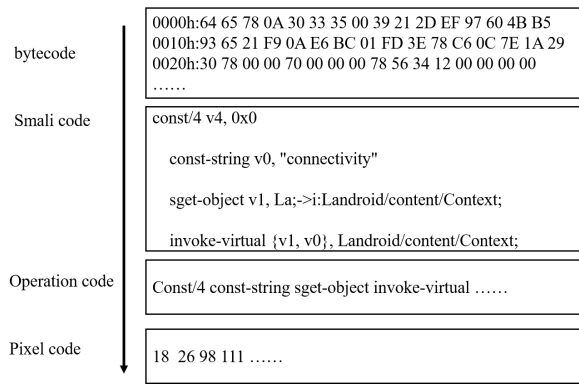 bytecode
0000h:64 65 78 0A 30 33 35 00 39 21 2D EF 97 60 4B B5
0010h:93 65 21 F9 0A E6 BC 01 FD 3E 78 C6 0C 7E 1A 29
0020h:30 78 00 00 70 00 00 00 78 56 34 12 00 00 00 00
……
Smali code
const/4 v4, 0x0
const-string v0, "connectivity"
sget-object v1, La;->i:Landroid/content/Context;
invoke-virtual {v1, v0}, Landroid/content/Context;
Operation code
Const/4 const-string sget-object invoke-virtual ……
Pixel code
18 26 98 111 ……